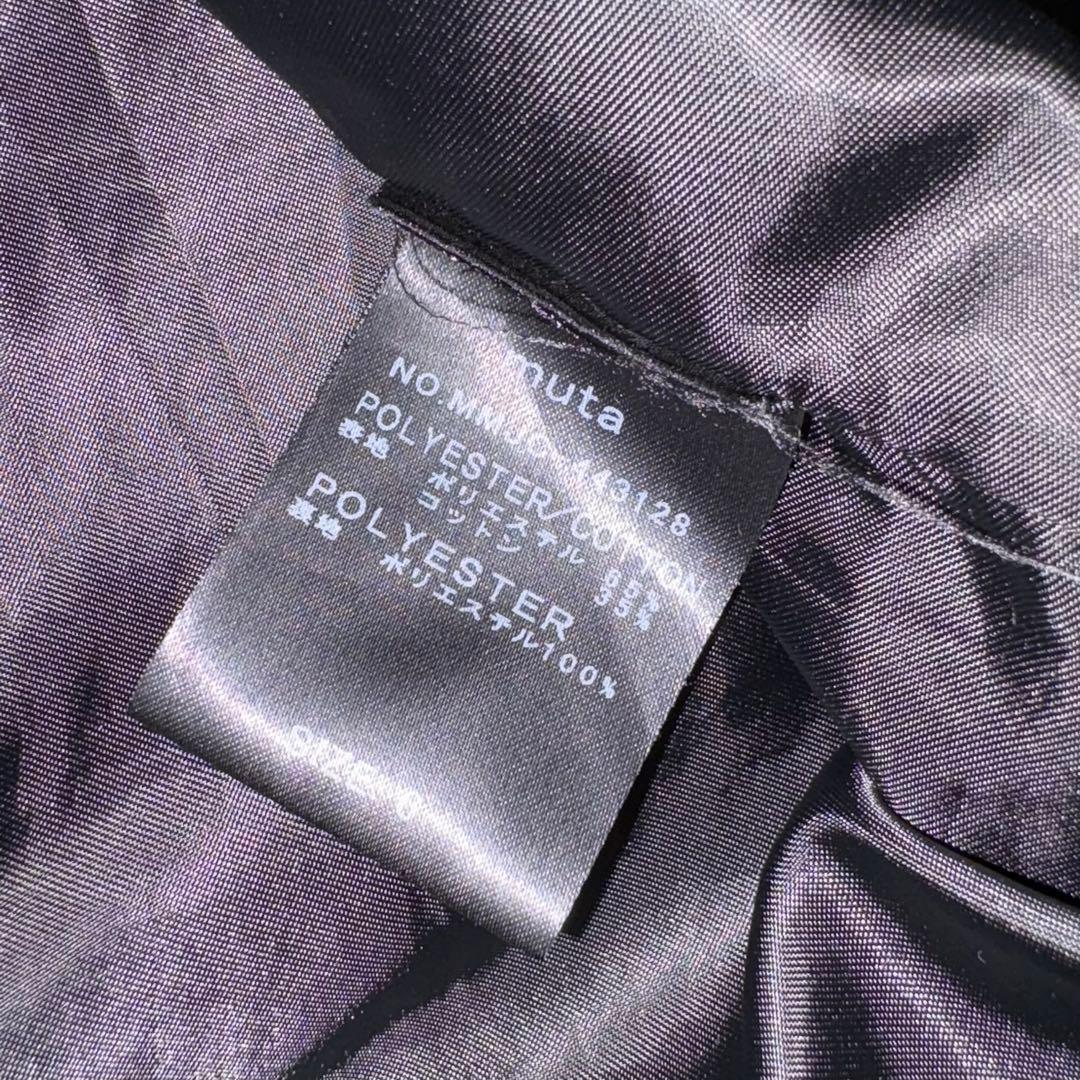 muta
NO.MMJC-443128
POLYESTER/COTTON
表地 ポリエステル 65%
コットン 35%
POLYESTER
裏地 ポリエステル100%
SIZE: